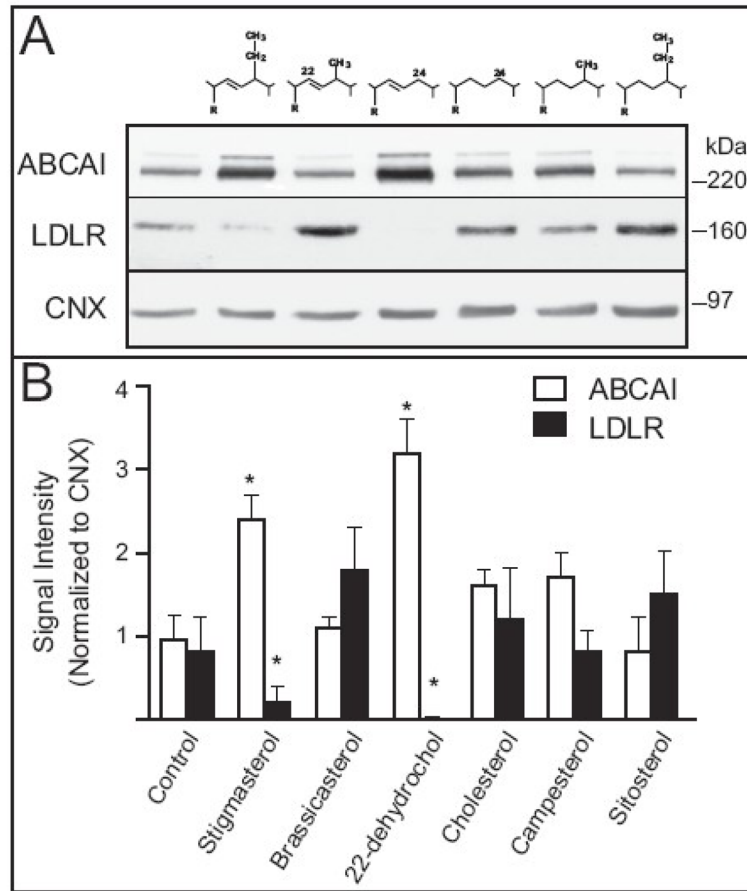 A
CH3
CH2
22 CH3
24
24
CH3
CH3
CH2
R R R R R R
kDa
ABCAI
–220
LDLR
–160
CNX
–97
B
4
3
2
1
Signal Intensity
(Normalized to CNX)
ABCAI
LDLR
*
*
*
*
Control
Stigmasterol
Brassicasterol
22-dehydrochol
Cholesterol
Campesterol
Sitosterol